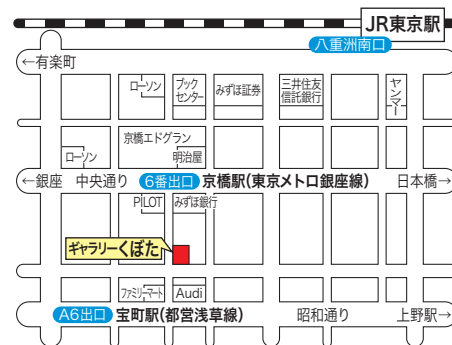 JR東京駅
八重洲南口
←有楽町
ローソン
ブック
センター
みずほ証券
三井住友
信託銀行
ヤンマー
京橋エドグラン
ローソン
明治屋
←銀座 中央通り 6番出口 京橋駅(東京メトロ銀座線) 日本橋→
PILOT
みずほ銀行
ギャラリーくぼた
ファミリーマート
Audi
A6出口 宝町駅(都営浅草線) 昭和通り 上野駅→